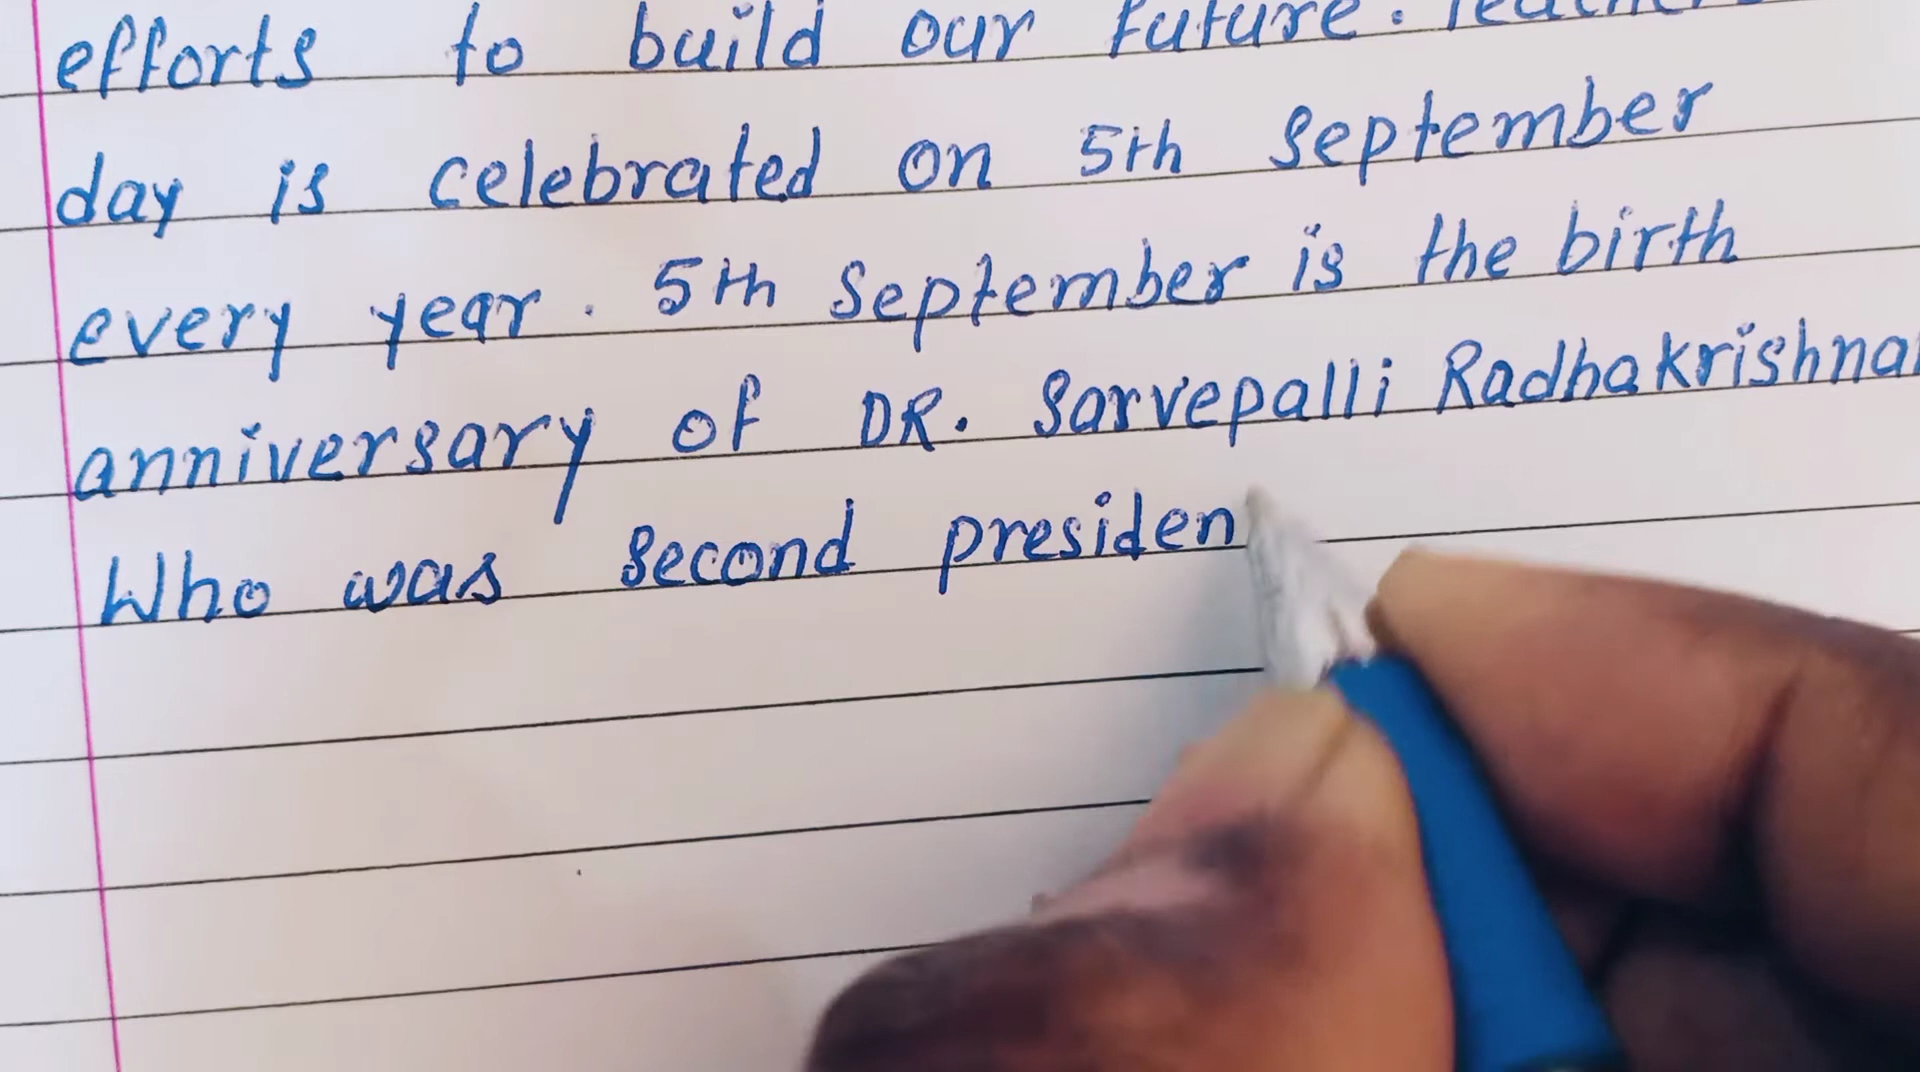 efforts to build our future. Teachers
day is celebrated on 5th September
every year. 5th September is the birth
anniversary of DR. Sarvepalli Radhakrishnan
Who was second presiden